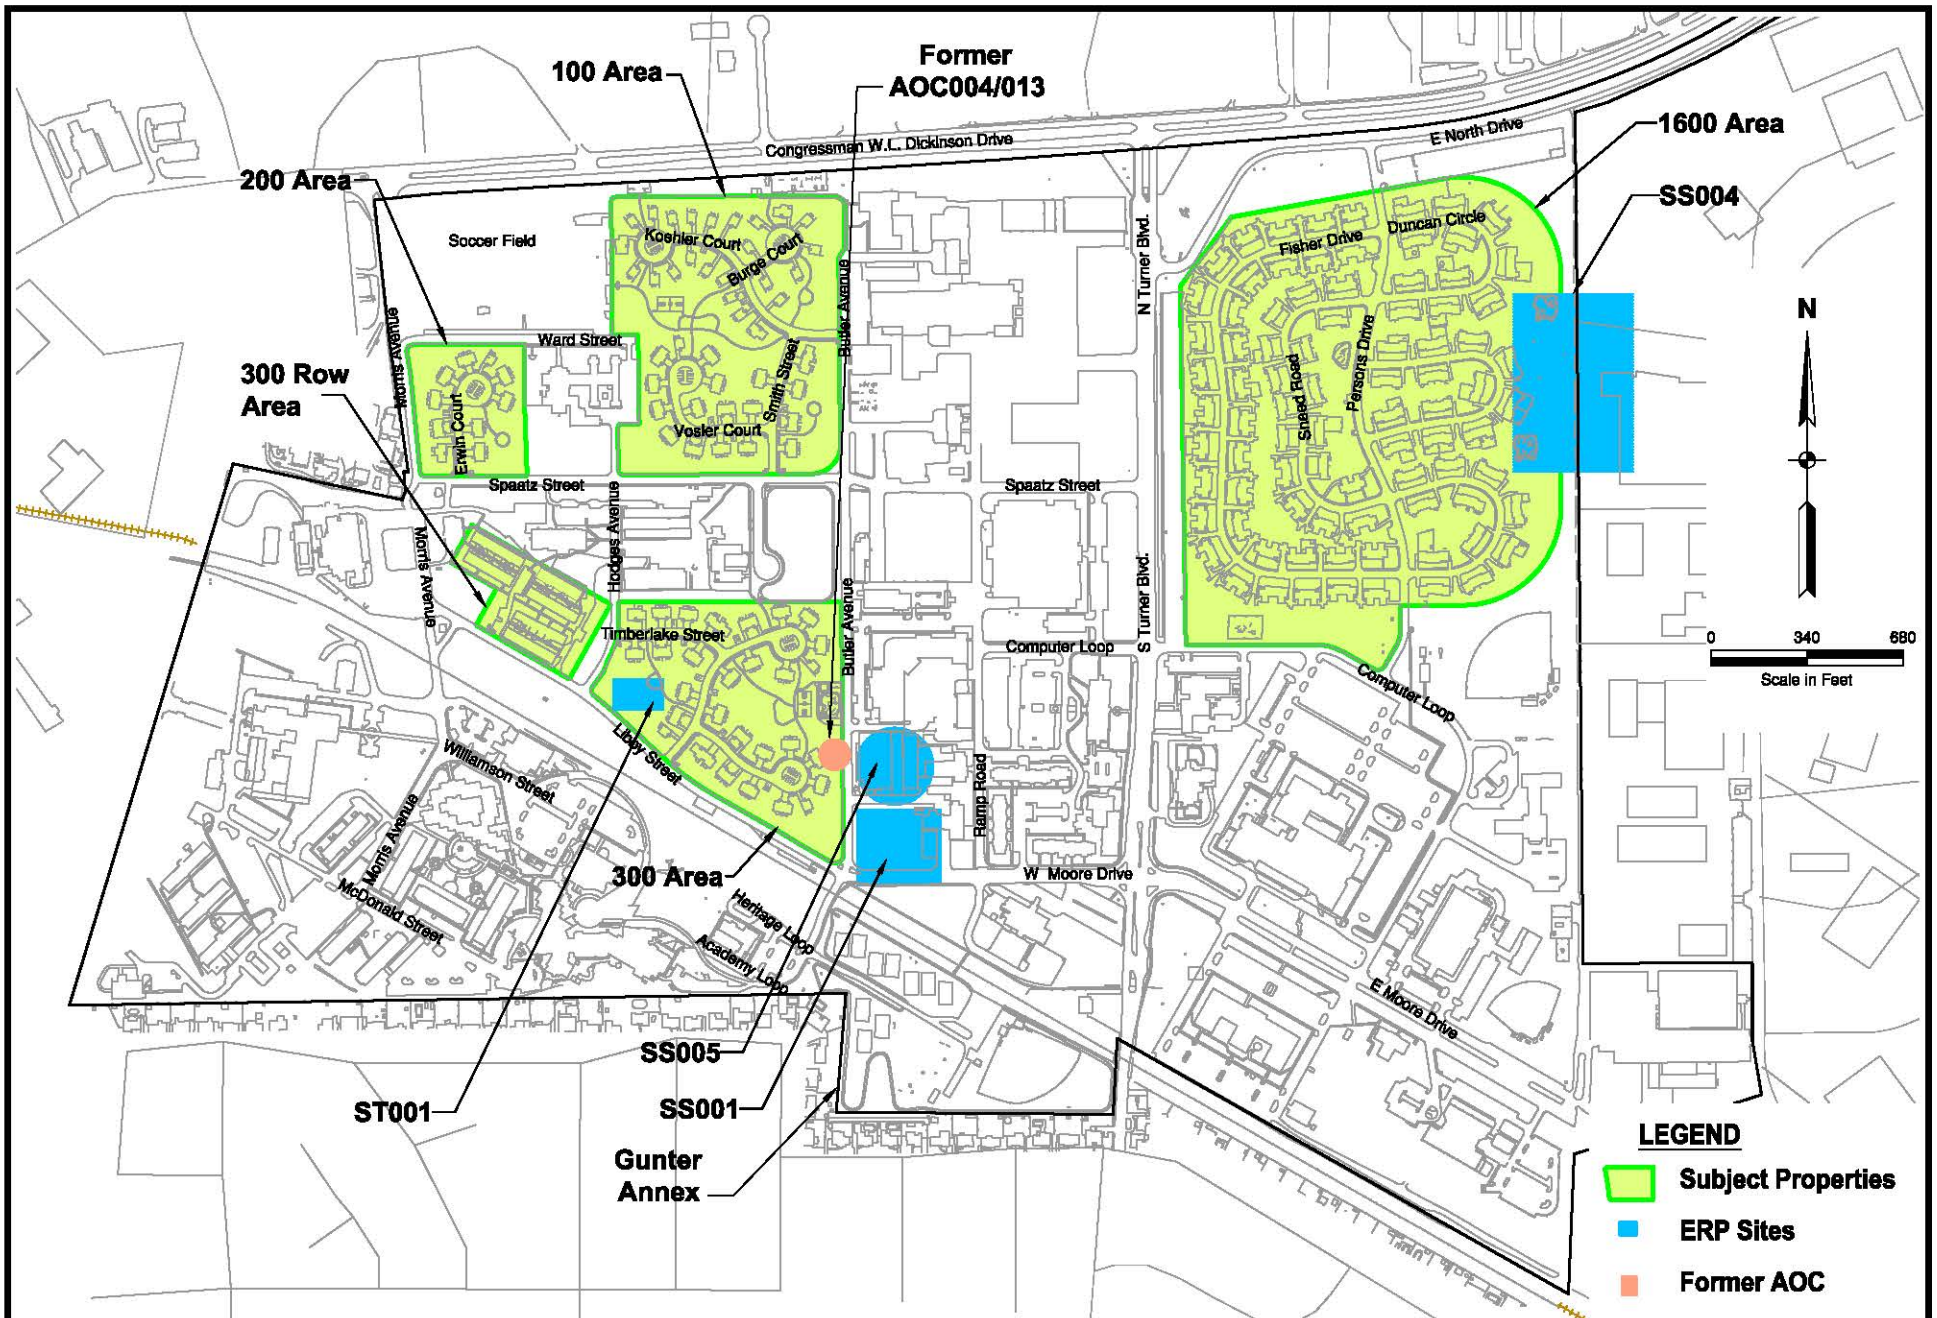 Former
AOC004/013
100 Area
1600 Area
E North Drive
Congressman W.L. Dickinson Drive
200 Area
SS004
Soccer Field
Koehler Court
Burge Court
Butler Avenue
N Turner Blvd.
Fisher Drive
Duncan Circle
N
Morris Avenue
Ward Street
300 Row
Area
Erwin Court
Smith Street
Vosler Court
Snead Road
Persons Drive
Spaatz Street
Spaatz Street
Hodges Avenue
Morris Avenue
Timberlake Street
Butler Avenue
S Turner Blvd.
Computer Loop
Computer Loop
0 340 680
Scale in Feet
Libby Street
Williamson Street
Morris Avenue
McDonald Street
Ramp Road
300 Area
W Moore Drive
Heritage Loop
Academy Loop
E Moore Drive
SS005
ST001
SS001
Gunter
Annex
LEGEND
Subject Properties
ERP Sites
Former AOC